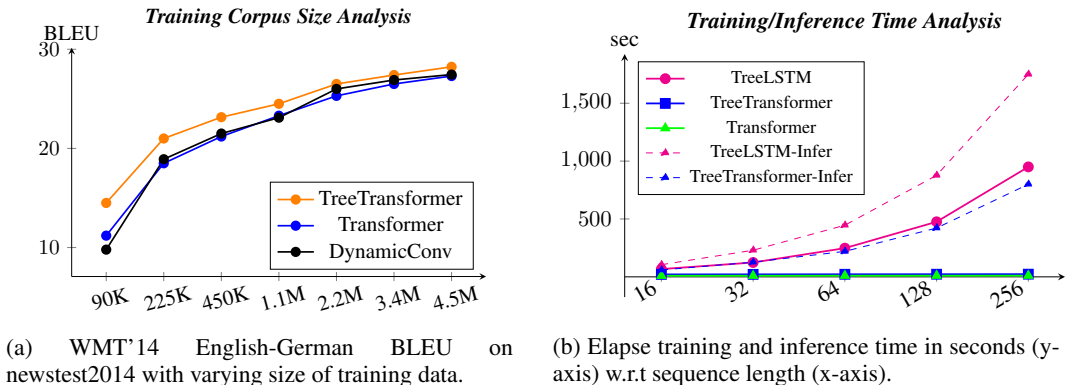 Training Corpus Size Analysis
BLEU
30
20
10
TreeTransformer
Transformer
DynamicConv
90K
225K
450K
1.1M
2.2M
3.4M
4.5M
(a) WMT'14 English-German BLEU on
newstest2014 with varying size of training data.
Training/Inference Time Analysis
sec
1,500
1,000
500
TreeLSTM
TreeTransformer
Transformer
TreeLSTM-Infer
TreeTransformer-Infer
16
32
64
128
256
(b) Elapse training and inference time in seconds (y-
axis) w.r.t sequence length (x-axis).